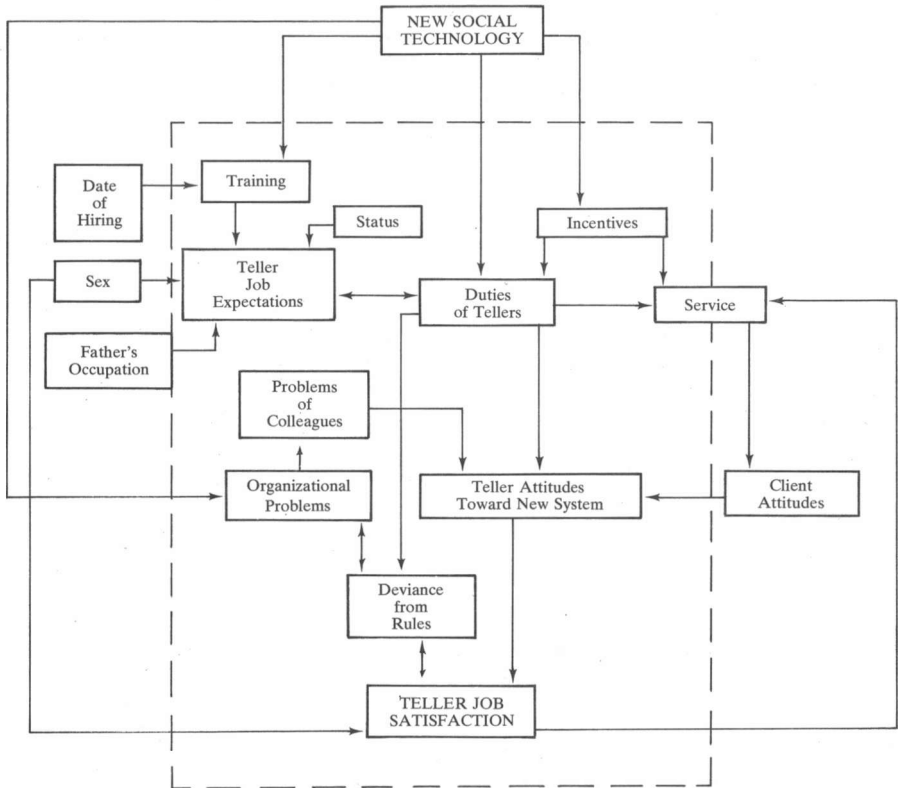 NEW SOCIAL
TECHNOLOGY
Date
of
Hiring
Training
Status
Incentives
Sex
Teller
Job
Expectations
Duties
of Tellers
Service
Father's
Occupation
Problems
of
Colleagues
Organizational
Problems
Teller Attitudes
Toward New System
Client
Attitudes
Deviance
from
Rules
TELLER JOB
SATISFACTION